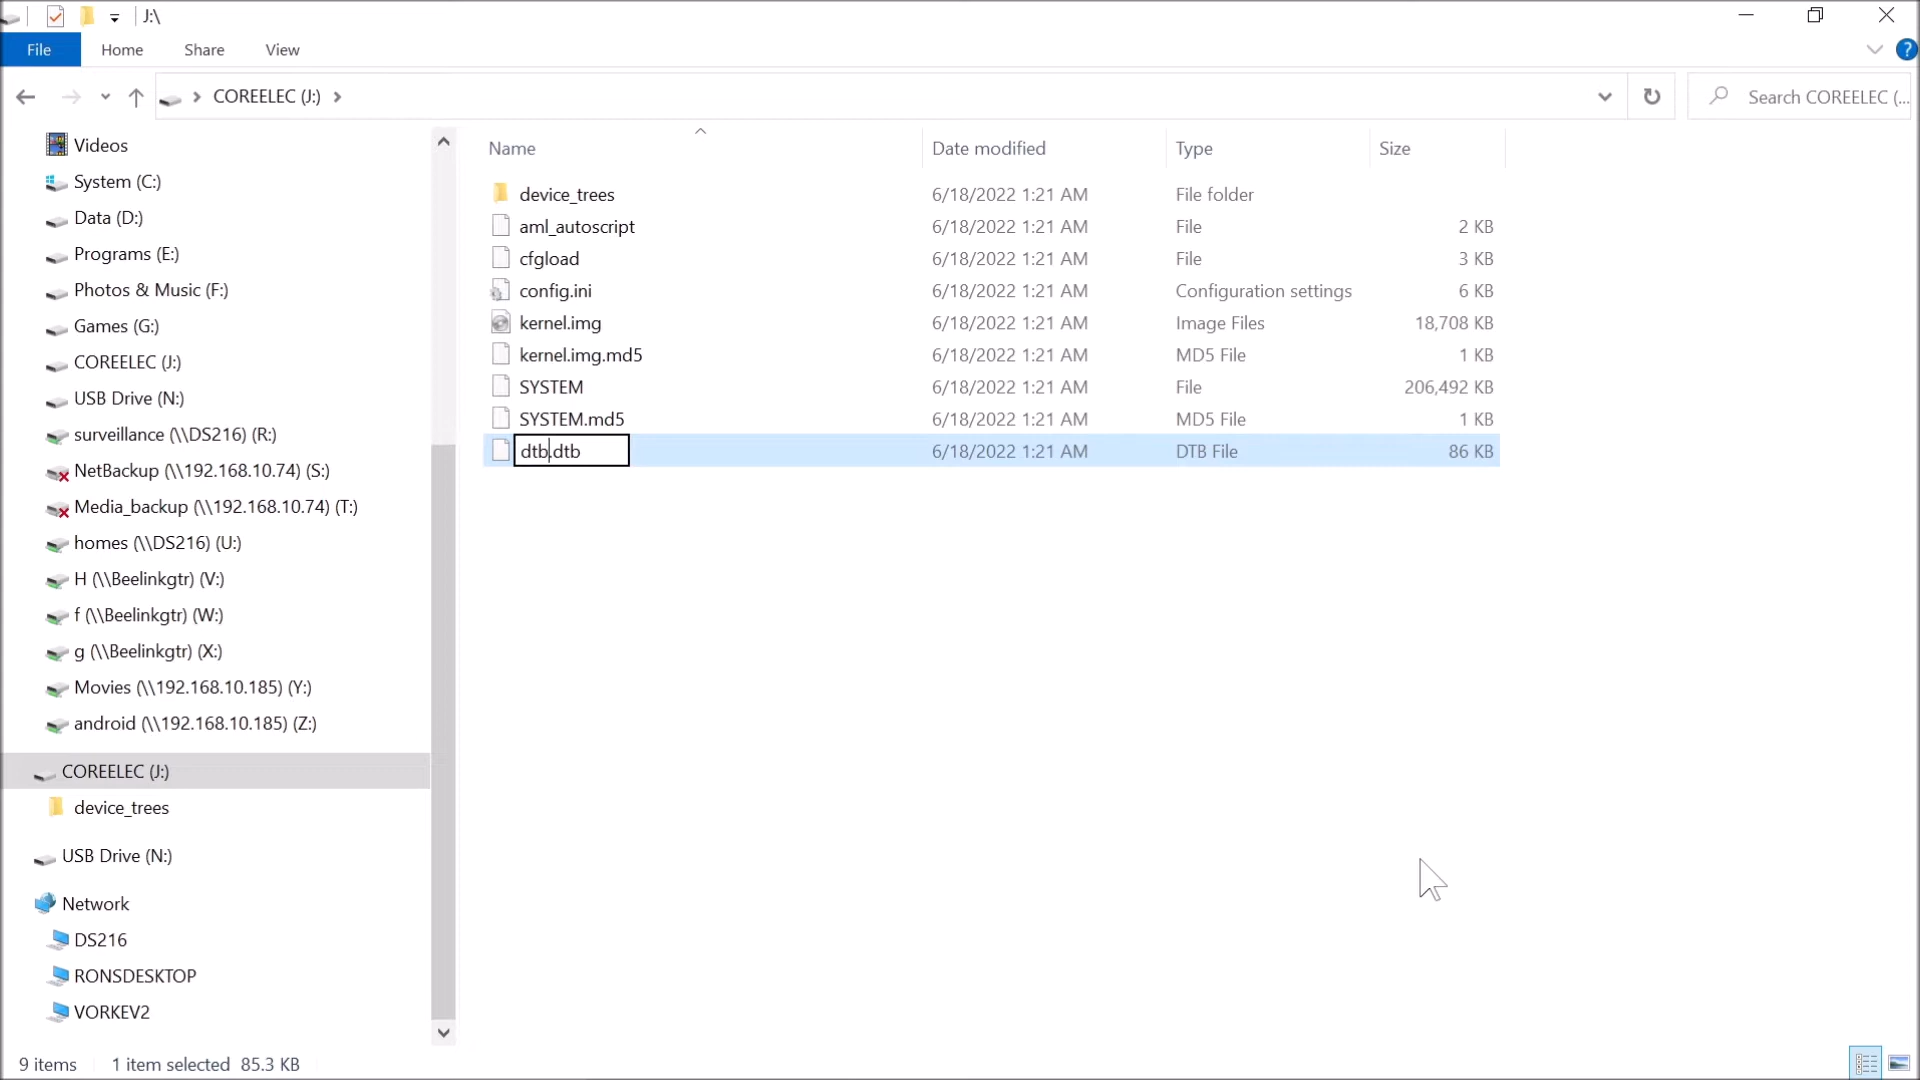 J:\
File Home Share View
COREELEC (J:)
Search COREELEC (...
Name Date modified Type Size
device_trees 6/18/2022 1:21 AM File folder
aml_autoscript 6/18/2022 1:21 AM File 2 KB
cfgload 6/18/2022 1:21 AM File 3 KB
config.ini 6/18/2022 1:21 AM Configuration settings 6 KB
kernel.img 6/18/2022 1:21 AM Image Files 18,708 KB
kernel.img.md5 6/18/2022 1:21 AM MD5 File 1 KB
SYSTEM 6/18/2022 1:21 AM File 206,492 KB
SYSTEM.md5 6/18/2022 1:21 AM MD5 File 1 KB
dtb.dtb 6/18/2022 1:21 AM DTB File 86 KB
Videos
System (C:)
Data (D:)
Programs (E:)
Photos & Music (F:)
Games (G:)
COREELEC (J:)
USB Drive (N:)
surveillance (\\DS216) (R:)
NetBackup (\\192.168.10.74) (S:)
Media_backup (\\192.168.10.74) (T:)
homes (\\DS216) (U:)
H (\\Beelinkgtr) (V:)
f (\\Beelinkgtr) (W:)
g (\\Beelinkgtr) (X:)
Movies (\\192.168.10.185) (Y:)
android (\\192.168.10.185) (Z:)
COREELEC (J:)
device_trees
USB Drive (N:)
Network
DS216
RONSDESKTOP
VORKEV2
9 items 1 item selected 85.3 KB